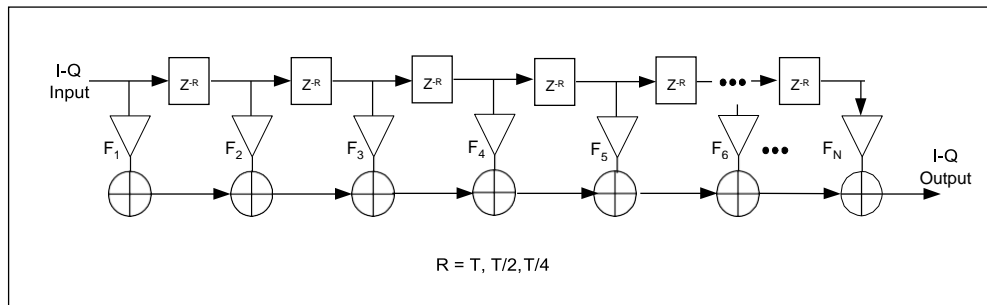 I-Q
Input
Z-R
Z-R
Z-R
Z-R
Z-R
•••
Z-R
F1
F2
F3
F4
F5
F6
•••
FN
I-Q
Output
R = T, T/2,T/4